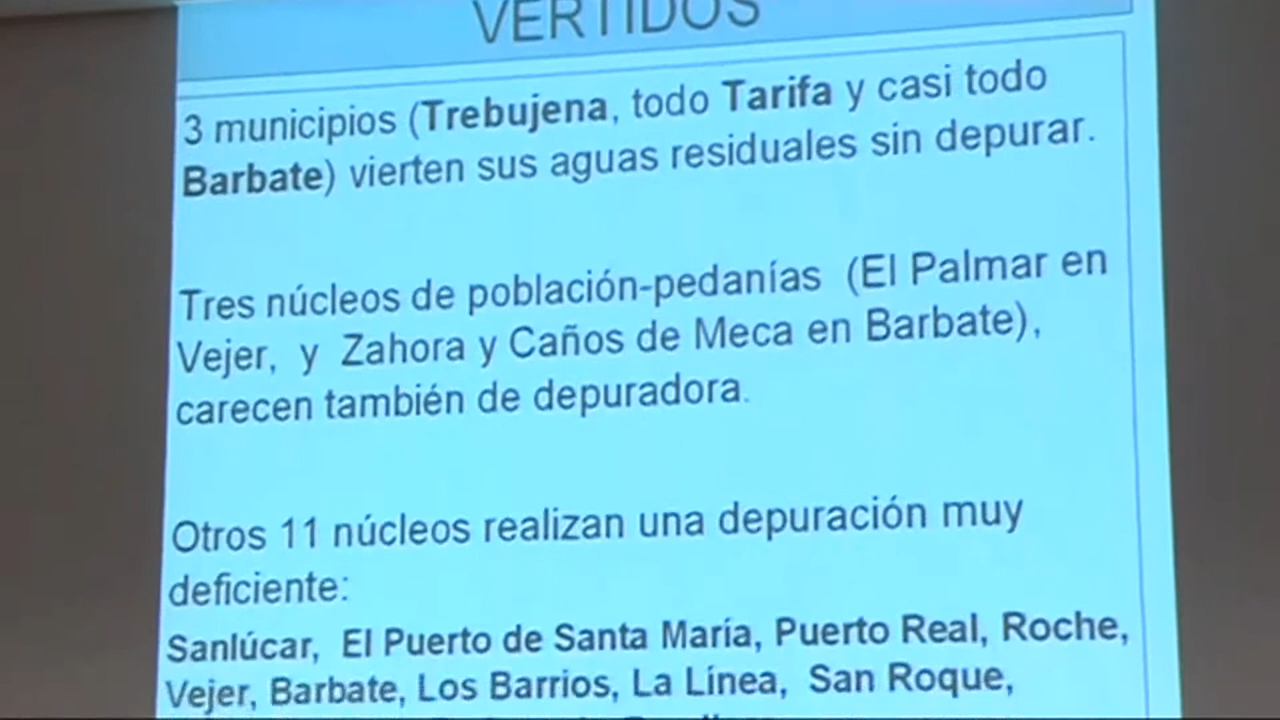 VERTIDOS
3 municipios (Trebujena, todo Tarifa y casi todo
Barbate) vierten sus aguas residuales sin depurar.
Tres núcleos de población-pedanías (El Palmar en
Vejer, y Zahora y Caños de Meca en Barbate),
carecen también de depuradora.
Otros 11 núcleos realizan una depuración muy
deficiente:
Sanlúcar, El Puerto de Santa María, Puerto Real, Roche,
Vejer, Barbate, Los Barrios, La Línea, San Roque,